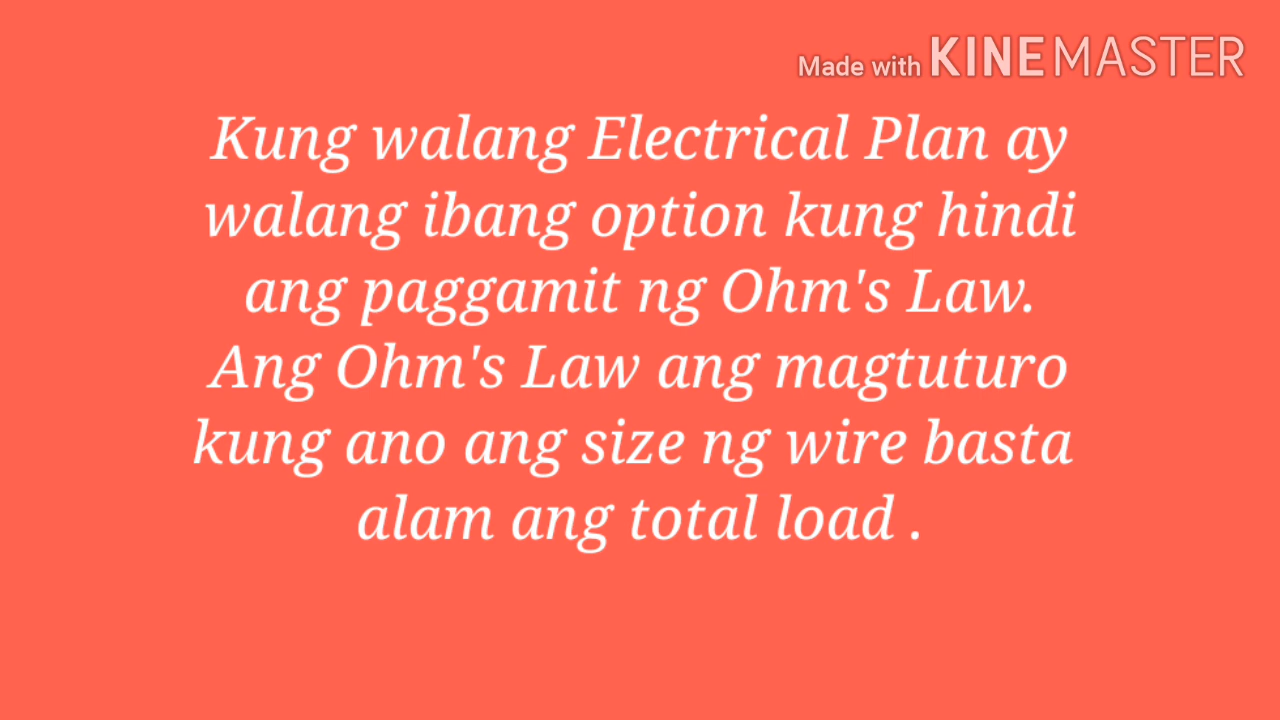 Made with KINEMASTER
Kung walang Electrical Plan ay
walang ibang option kung hindi
ang paggamit ng Ohm's Law.
Ang Ohm's Law ang magtuturo
kung ano ang size ng wire basta
alam ang total load .